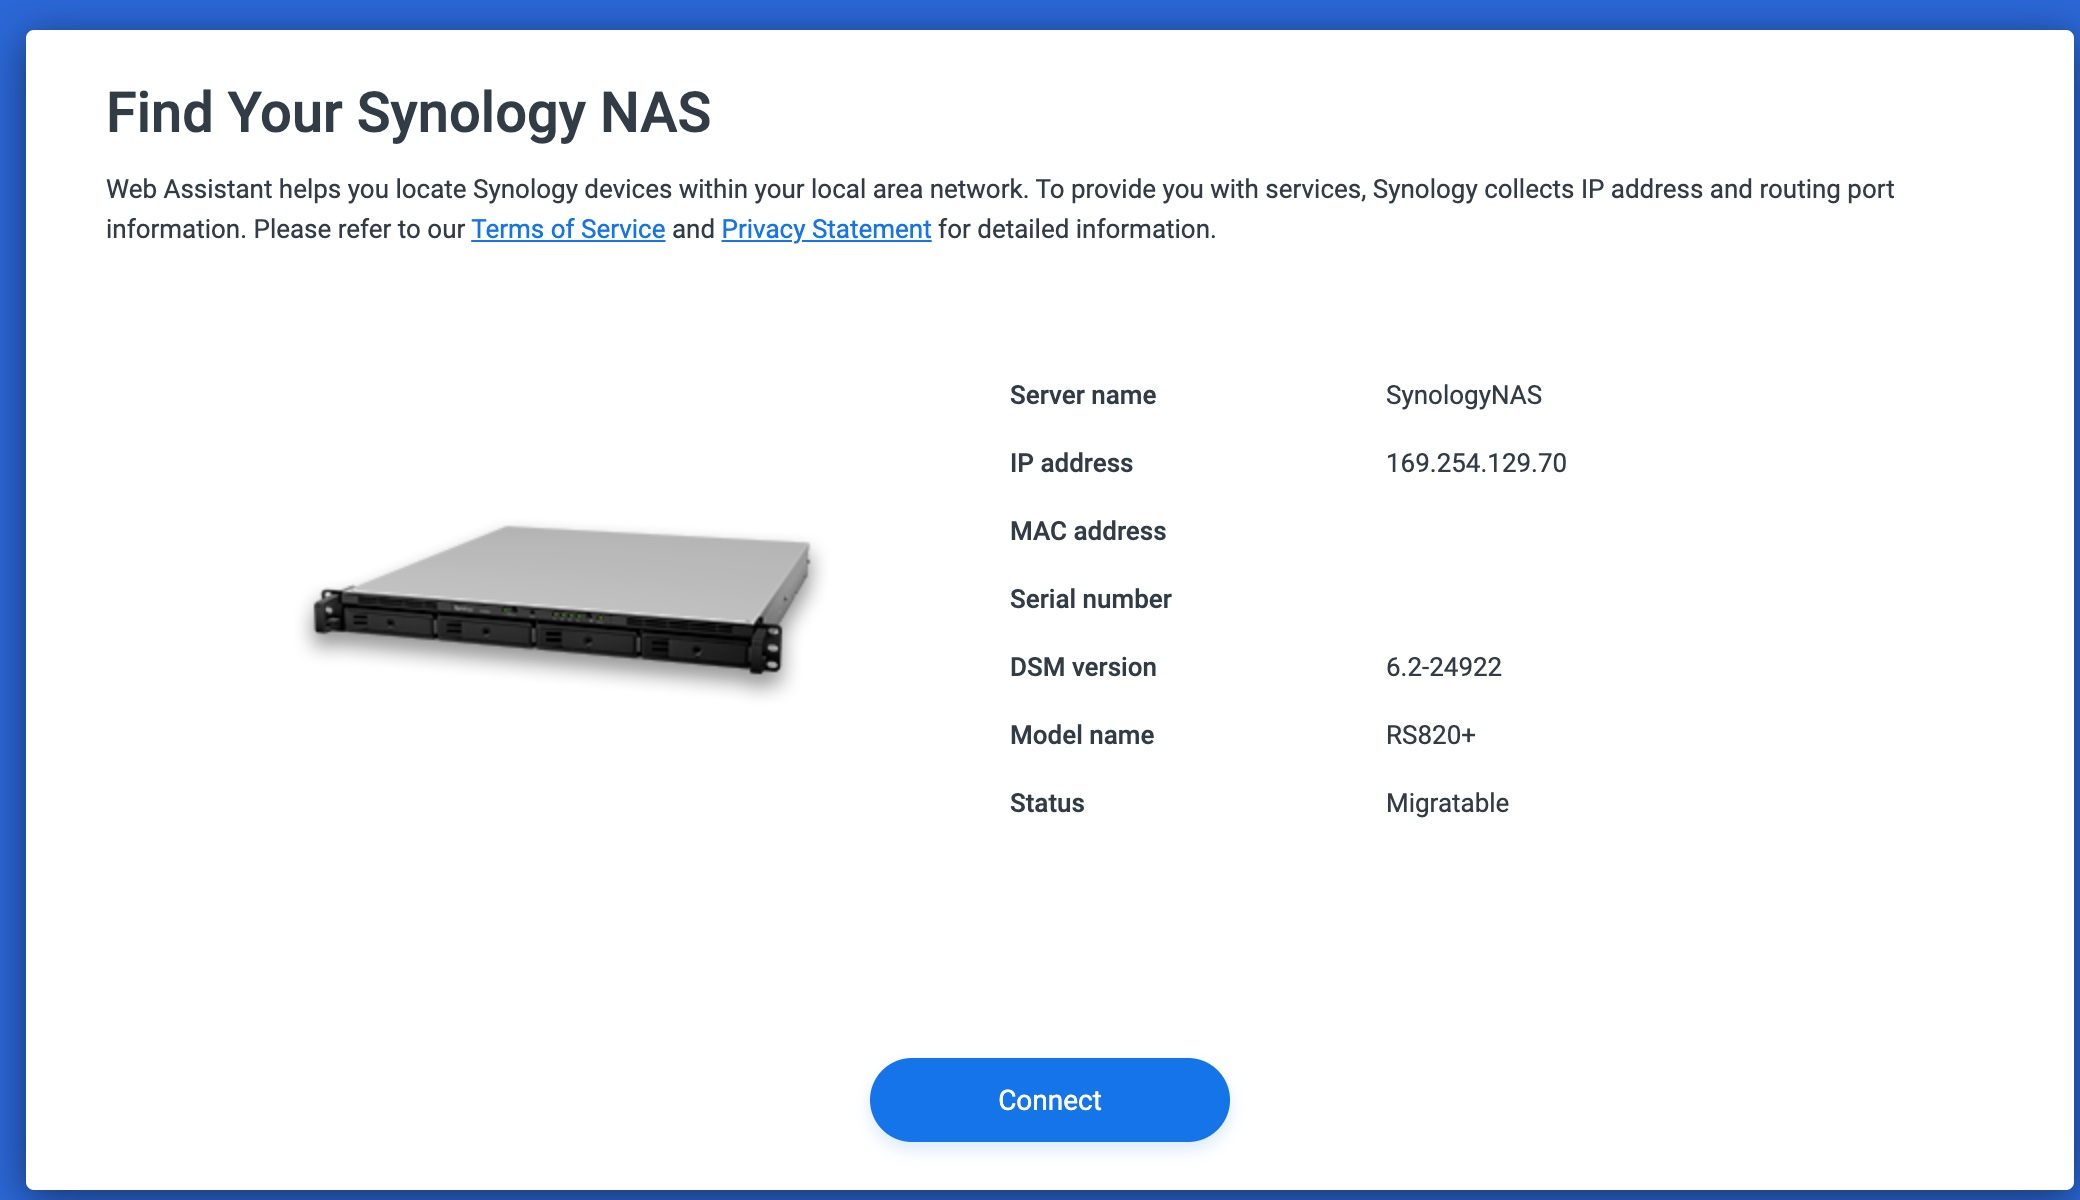 Find Your Synology NAS
Web Assistant helps you locate Synology devices within your local area network. To provide you with services, Synology collects IP address and routing port
information. Please refer to our Terms of Service and Privacy Statement for detailed information.
Server name SynologyNAS
IP address 169.254.129.70
MAC address
Serial number
DSM version 6.2-24922
Model name RS820+
Status Migratable
Connect